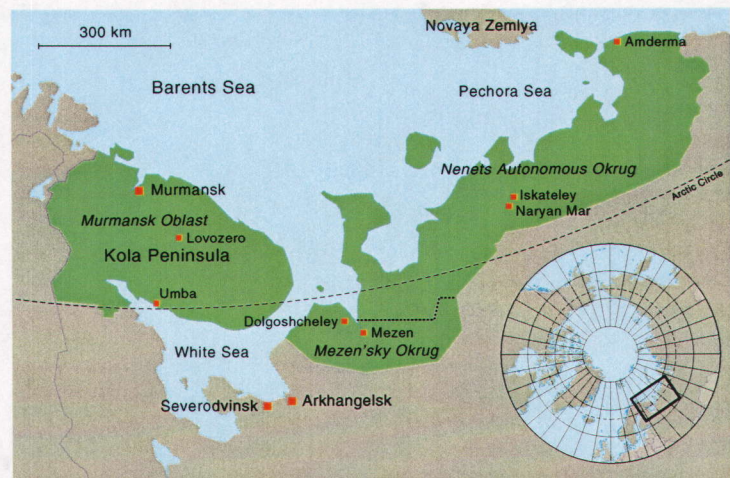 300 km
Novaya Zemlya
Amderma
Barents Sea
Pechora Sea
Nenets Autonomous Okrug
Arctic Circle
Murmansk
Iskateley
Naryan Mar
Murmansk Oblast
Lovozero
Kola Peninsula
Umba
Dolgoshcheley
Mezen
White Sea
Mezen'sky Okrug
Severodvinsk
Arkhangelsk